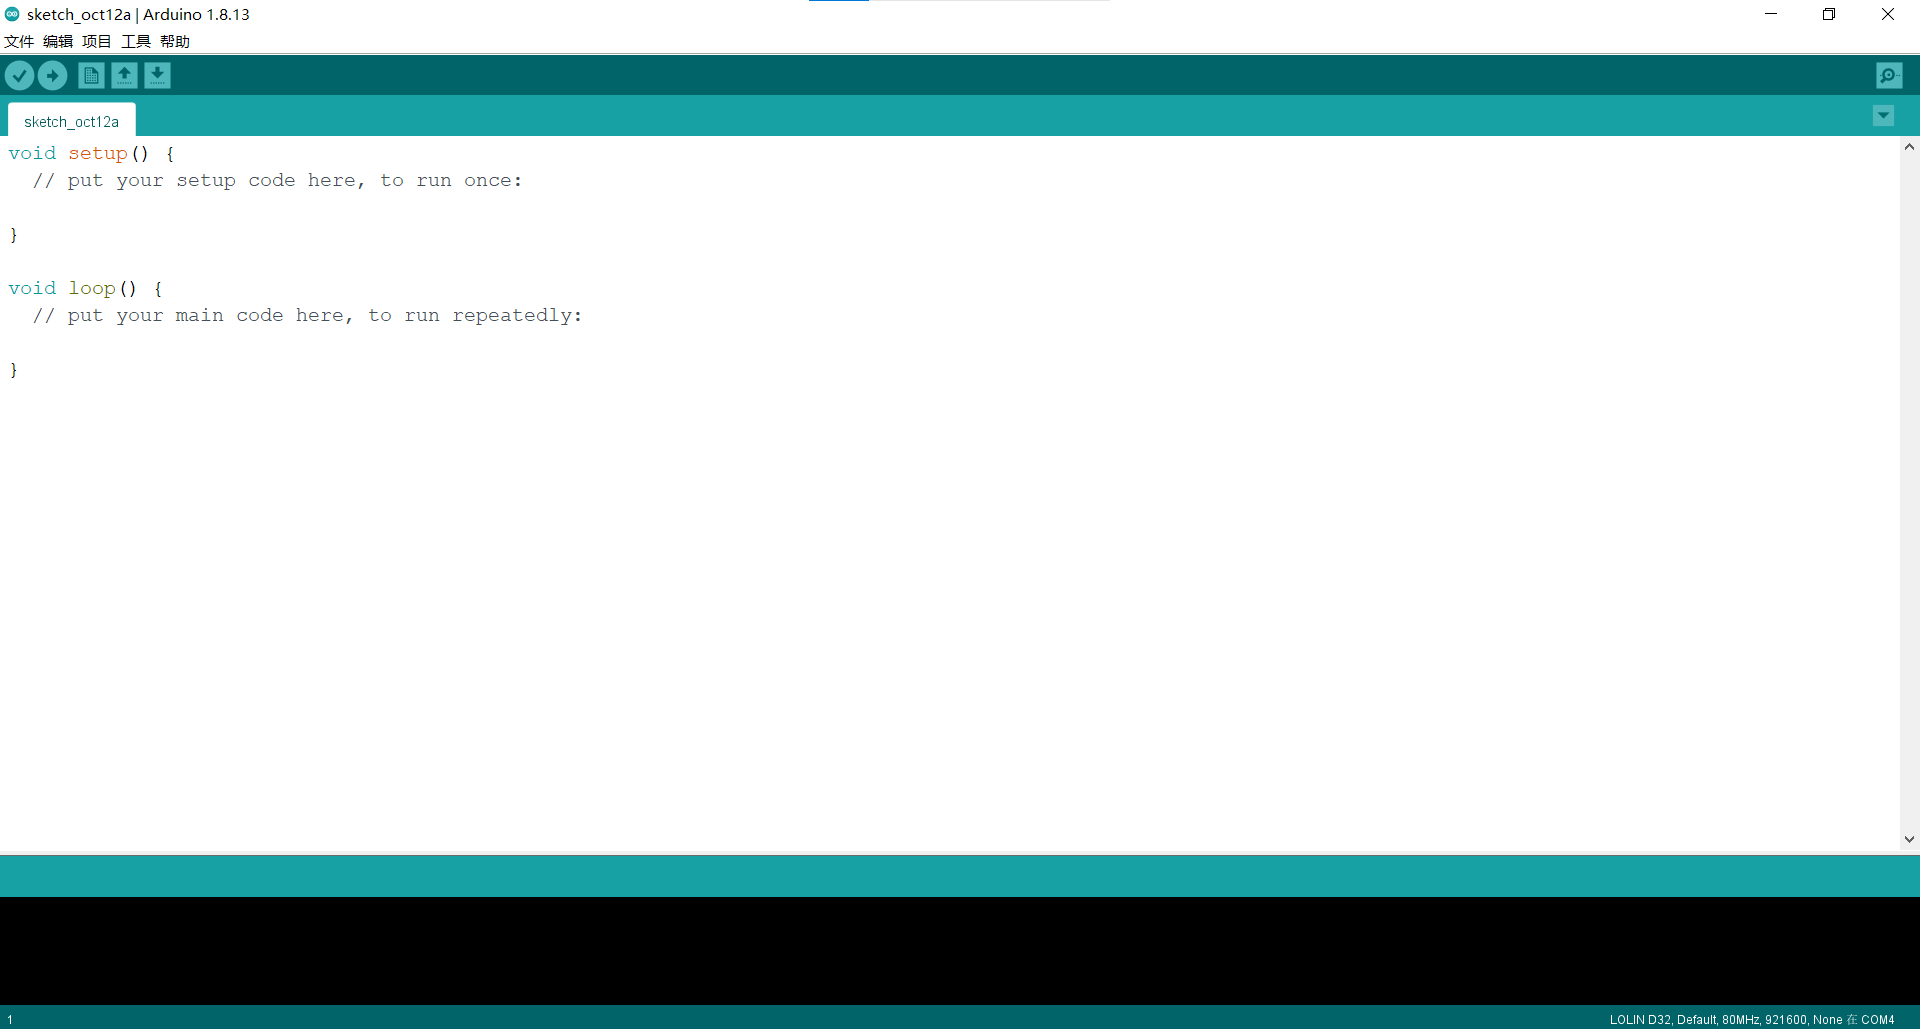 sketch_oct12a | Arduino 1.8.13
文件 编辑 项目 工具 帮助
sketch_oct12a
void setup() {
  // put your setup code here, to run once:
}
void loop() {
  // put your main code here, to run repeatedly:
}
1
LOLIN D32, Default, 80MHz, 921600, None 在 COM4